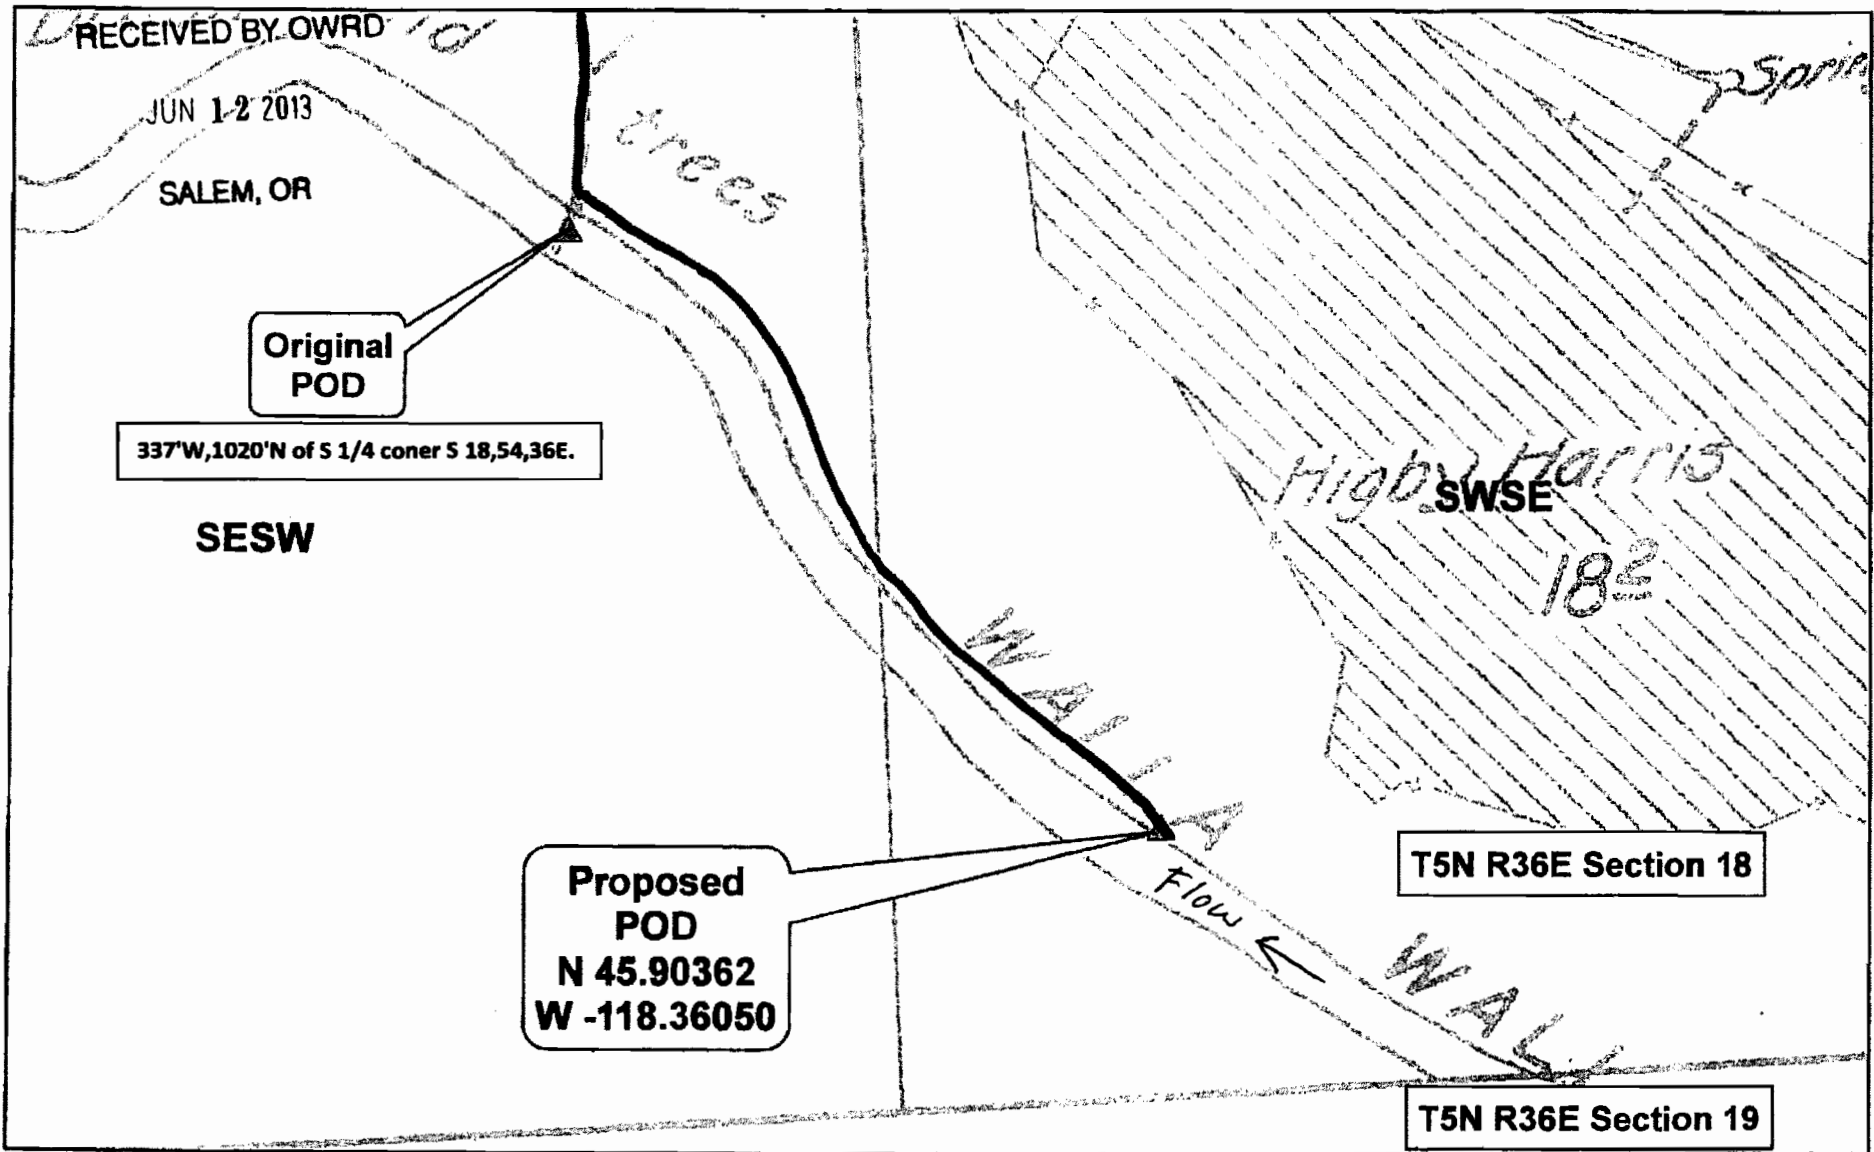 RECEIVED BY OWRD
JUN 12 2013
SALEM, OR
trees
Original
POD
337'W,1020'N of S 1/4 coner S 18,54,36E.
SESW
Higby Harris
SWSE
18 2
WALLA
Proposed
POD
N 45.90362
W -118.36050
Flow
T5N R36E Section 18
WALL
T5N R36E Section 19